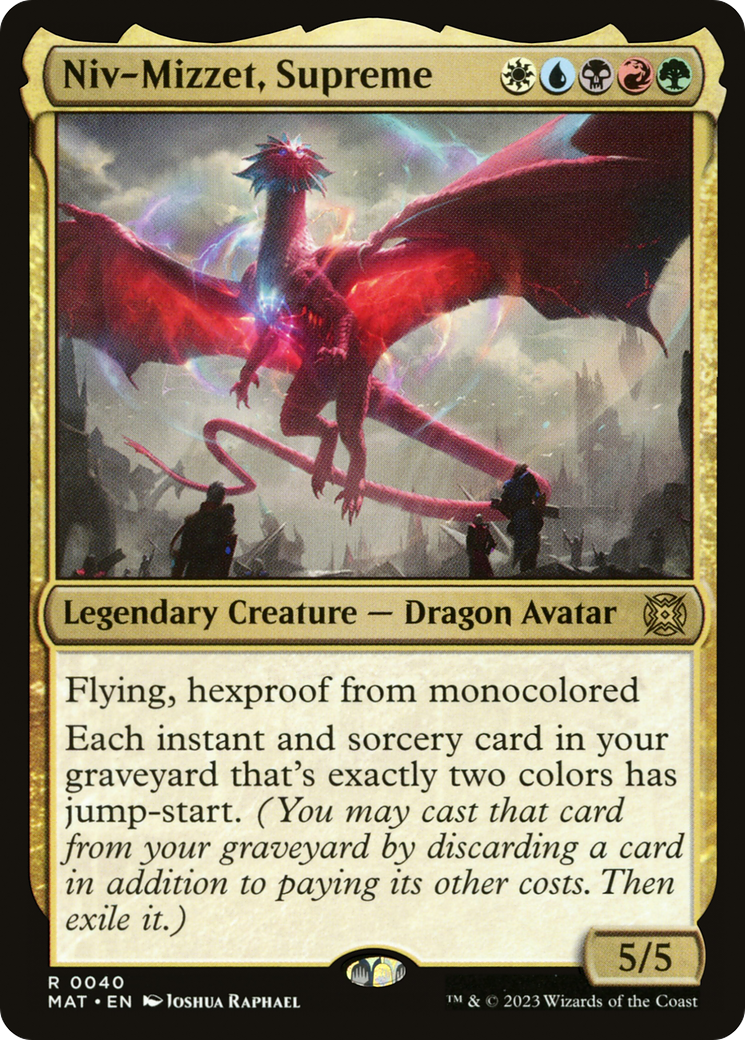 Niv-Mizzet, Supreme
Legendary Creature — Dragon Avatar
Flying, hexproof from monocolored
Each instant and sorcery card in your
graveyard that's exactly two colors has
jump-start. (You may cast that card
from your graveyard by discarding a card
in addition to paying its other costs. Then
exile it.)
5/5
R 0040
MAT • EN Joshua Raphael
™ & © 2023 Wizards of the Coast